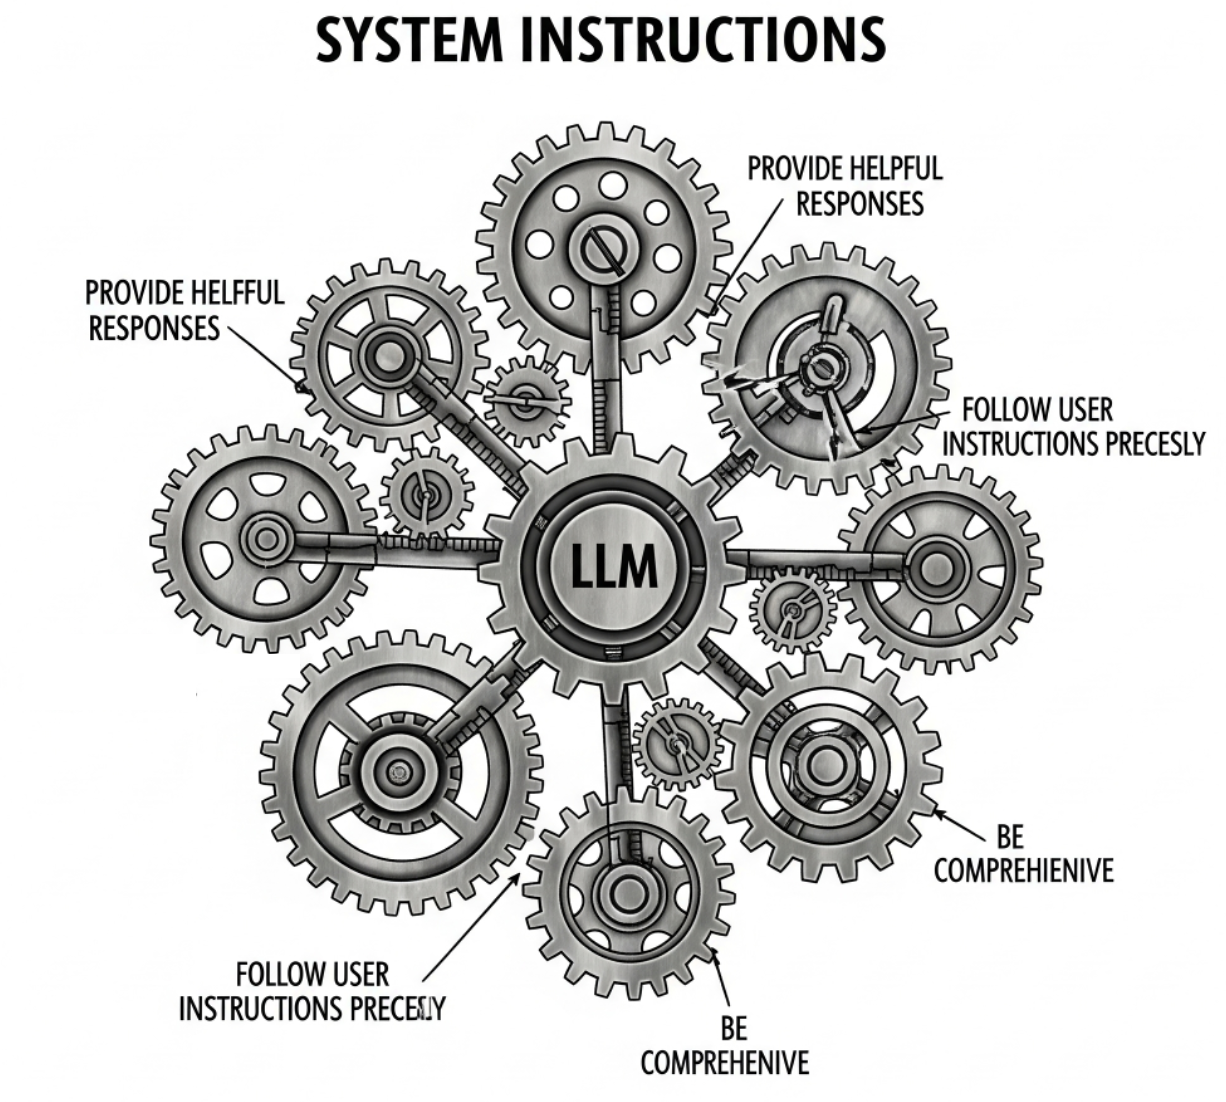 SYSTEM INSTRUCTIONS
PROVIDE HELPFUL
RESPONSES
PROVIDE HELFFUL
RESPONSES
FOLLOW USER
INSTRUCTIONS PRECESLY
LLM
BE
COMPREHIENIVE
FOLLOW USER
INSTRUCTIONS
BE
COMPREHENIVE